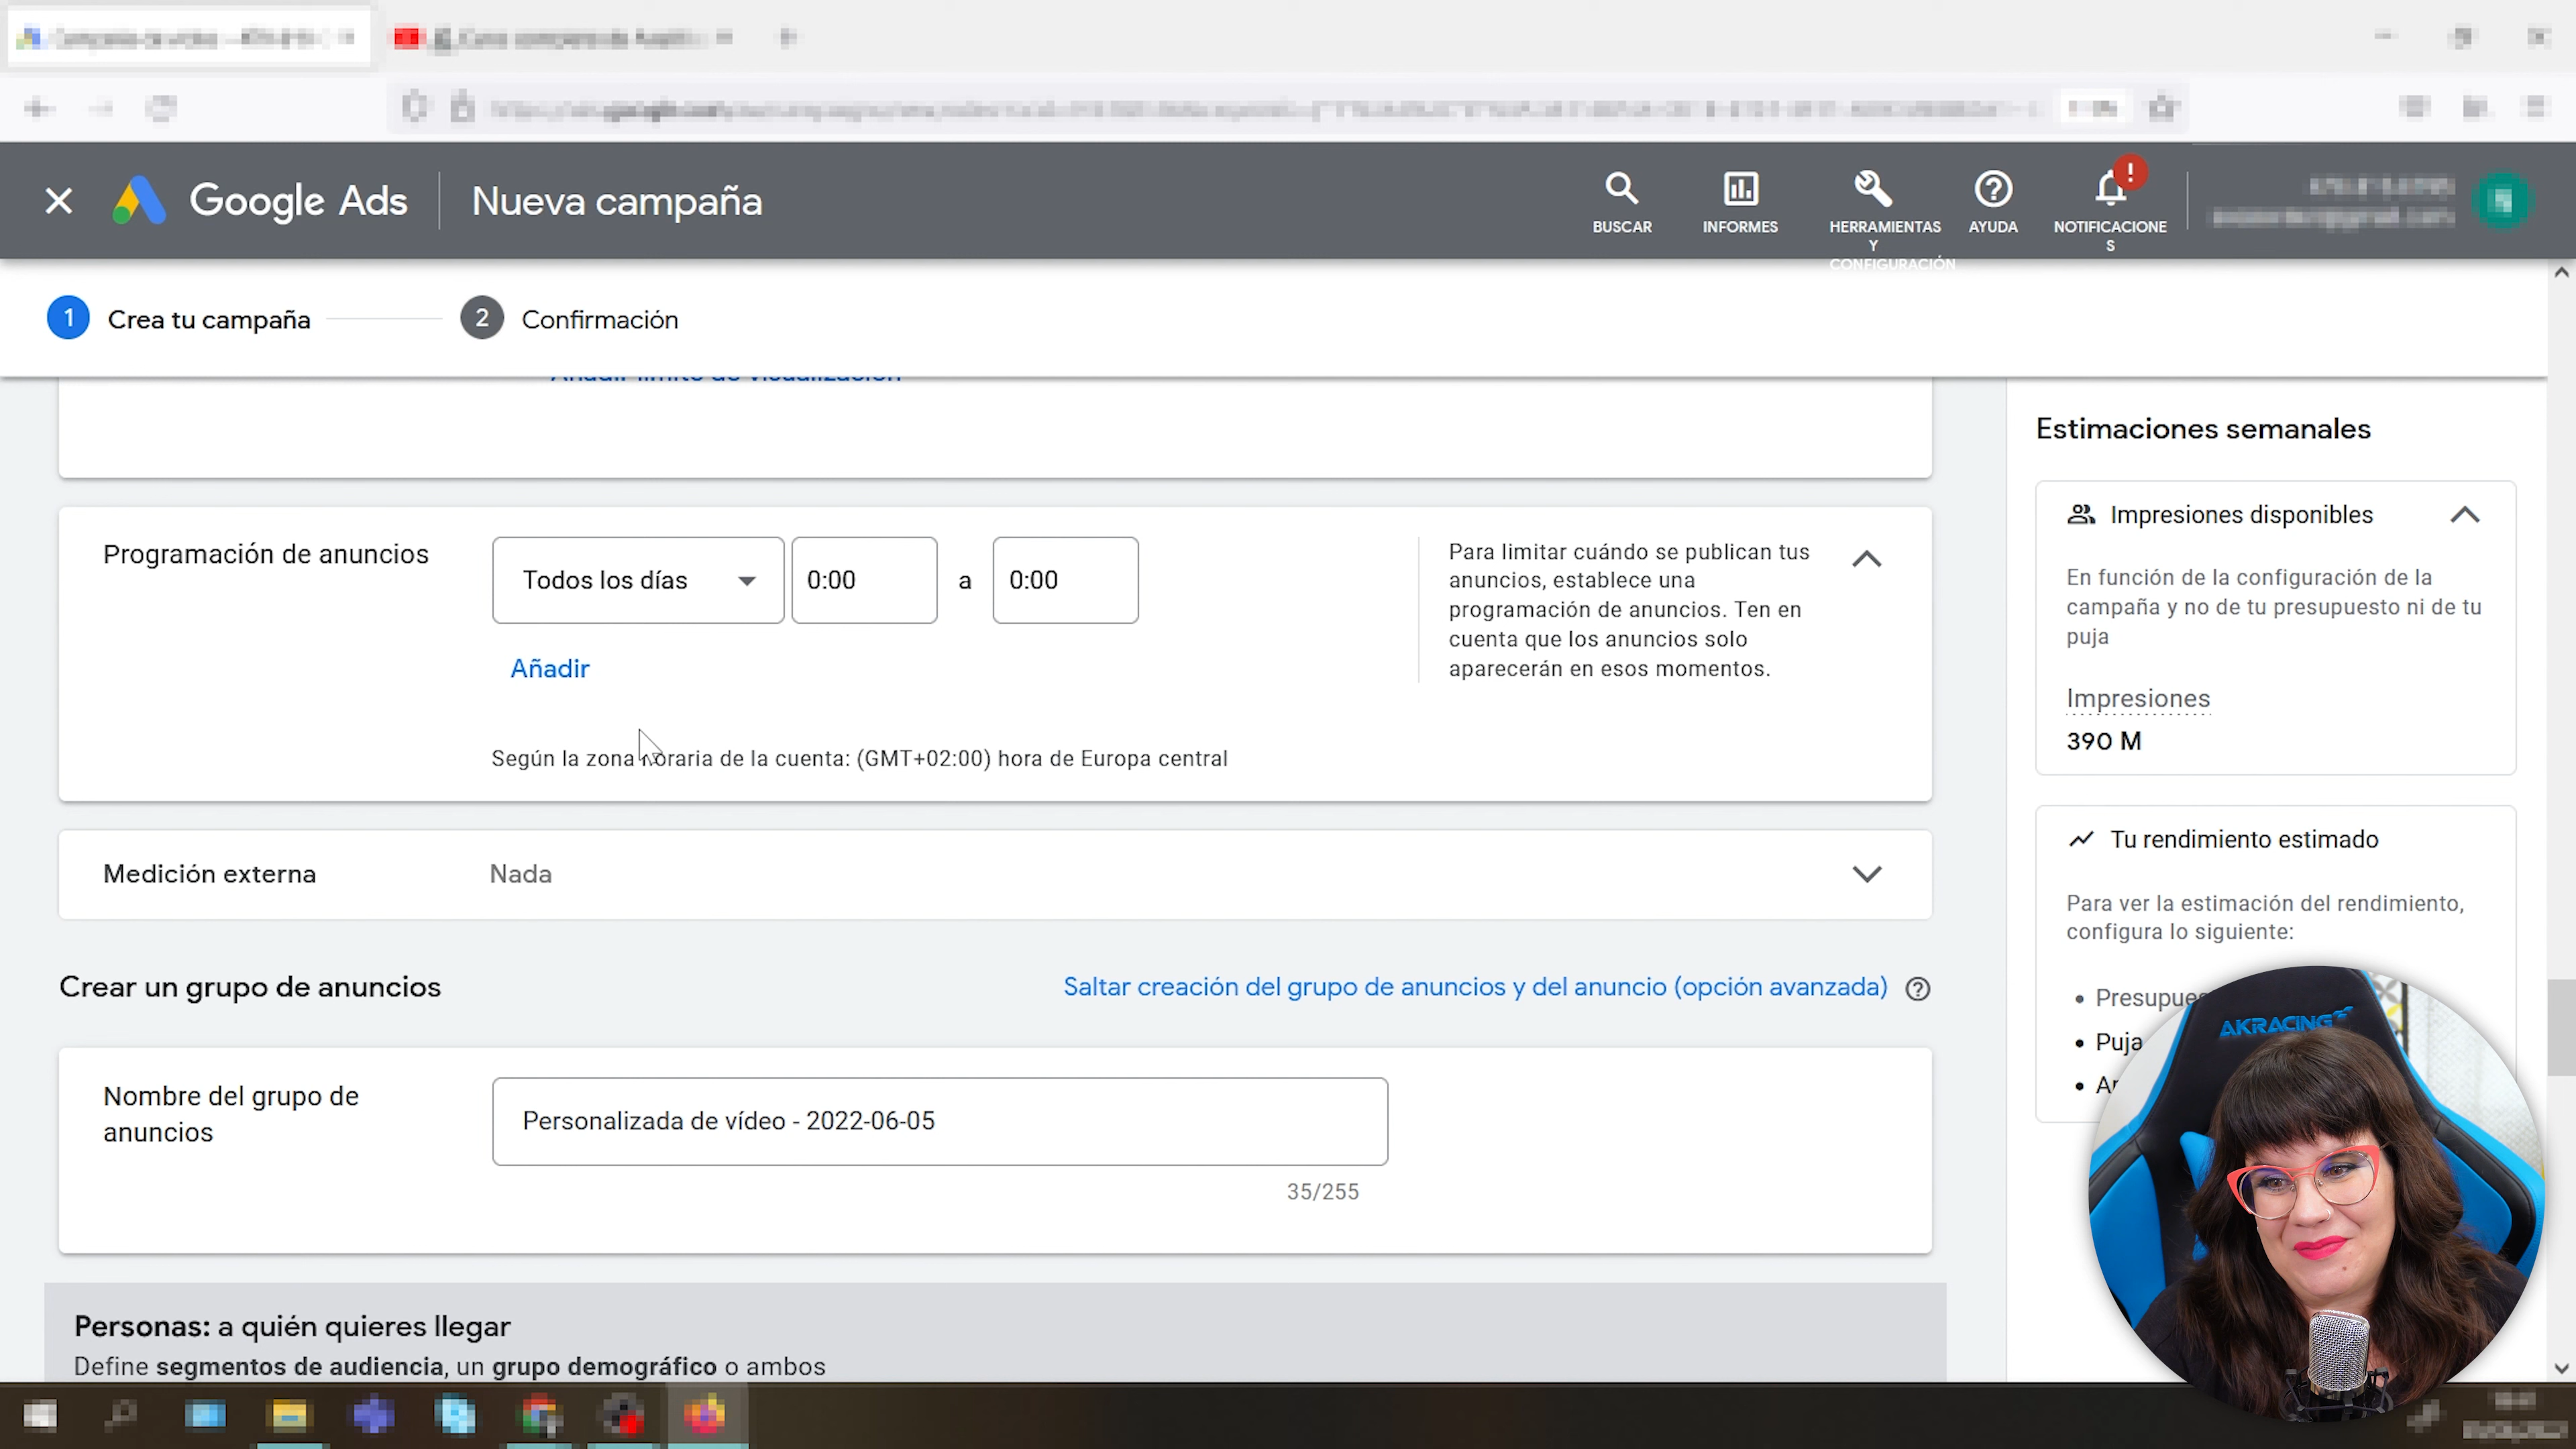 Google Ads
Nueva campaña
BUSCAR
INFORMES
HERRAMIENTAS
Y
CONFIGURACIÓN
AYUDA
NOTIFICACIONE
S
1 Crea tu campaña
2 Confirmación
Añadir límite de visualización
Programación de anuncios
Todos los días
0:00 a 0:00
Añadir
Según la zona horaria de la cuenta: (GMT+02:00) hora de Europa central
Para limitar cuándo se publican tus
anuncios, establece una
programación de anuncios. Ten en
cuenta que los anuncios solo
aparecerán en esos momentos.
Medición externa Nada
Crear un grupo de anuncios
Saltar creación del grupo de anuncios y del anuncio (opción avanzada)
Nombre del grupo de
anuncios
Personalizada de vídeo - 2022-06-05
35/255
Personas: a quién quieres llegar
Define segmentos de audiencia, un grupo demográfico o ambos
Estimaciones semanales
Impresiones disponibles
En función de la configuración de la
campaña y no de tu presupuesto ni de tu
puja
Impresiones
390 M
Tu rendimiento estimado
Para ver la estimación del rendimiento,
configura lo siguiente:
• Presupues
• Puja
AKRACING